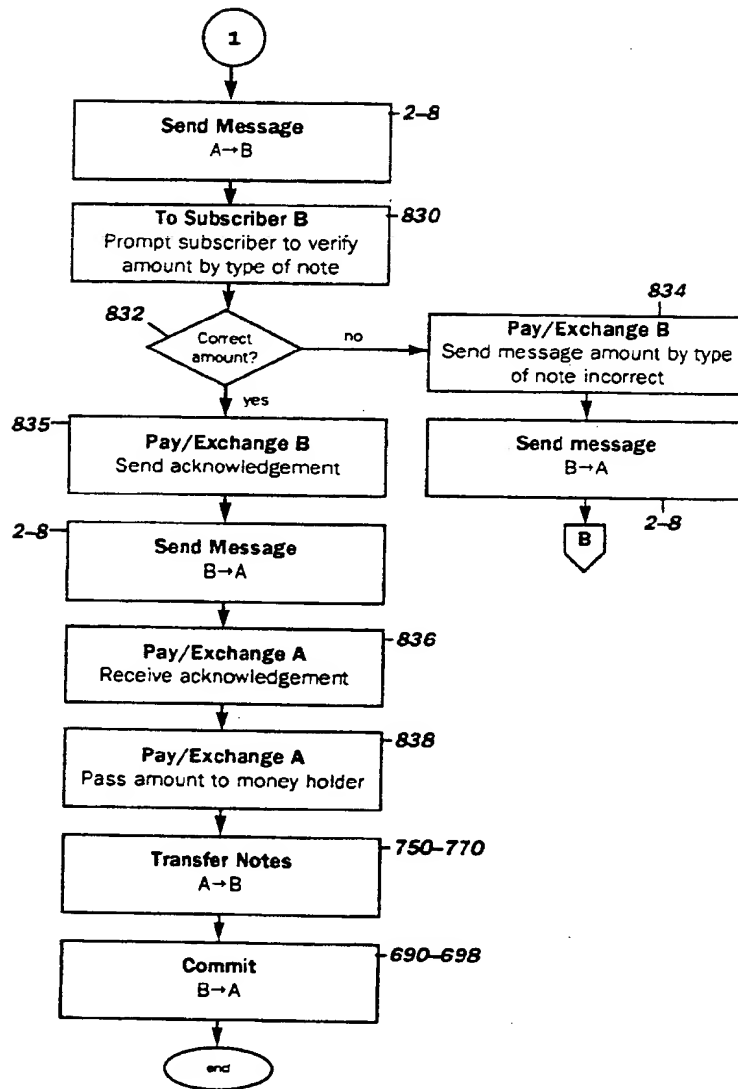 1
Send Message
A→B
2-8
To Subscriber B
Prompt subscriber to verify
amount by type of note
830
832
Correct
amount?
no
yes
834
Pay/Exchange B
Send message amount by type
of note incorrect
Send message
B→A
2-8
B
835
Pay/Exchange B
Send acknowledgement
2-8
Send Message
B→A
Pay/Exchange A
Receive acknowledgement
836
Pay/Exchange A
Pass amount to money holder
838
Transfer Notes
A→B
750-770
Commit
B→A
690-698
end